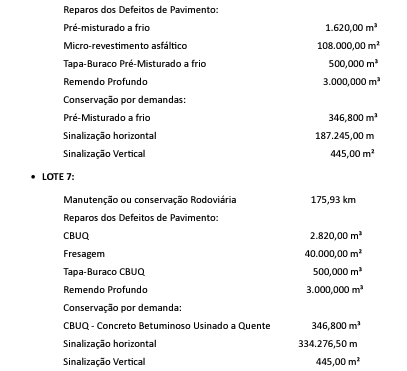 Reparos dos Defeitos de Pavimento:
Pré-misturado a frio 1.620,00 m³
Micro-revestimento asfáltico 108.000,00 m²
Tapa-Buraco Pré-Misturado a frio 500,000 m³
Remendo Profundo 3.000,000 m³
Conservação por demandas:
Pré-Misturado a frio 346,800 m³
Sinalização horizontal 187.245,00 m
Sinalização Vertical 445,00 m²
• LOTE 7:
Manutenção ou conservação Rodoviária 175,93 km
Reparos dos Defeitos de Pavimento:
CBUQ 2.820,00 m³
Fresagem 40.000,00 m²
Tapa-Buraco CBUQ 500,000 m³
Remendo Profundo 3.000,000 m³
Conservação por demanda:
CBUQ - Concreto Betuminoso Usinado a Quente 346,800 m³
Sinalização horizontal 334.276,50 m
Sinalização Vertical 445,00 m²